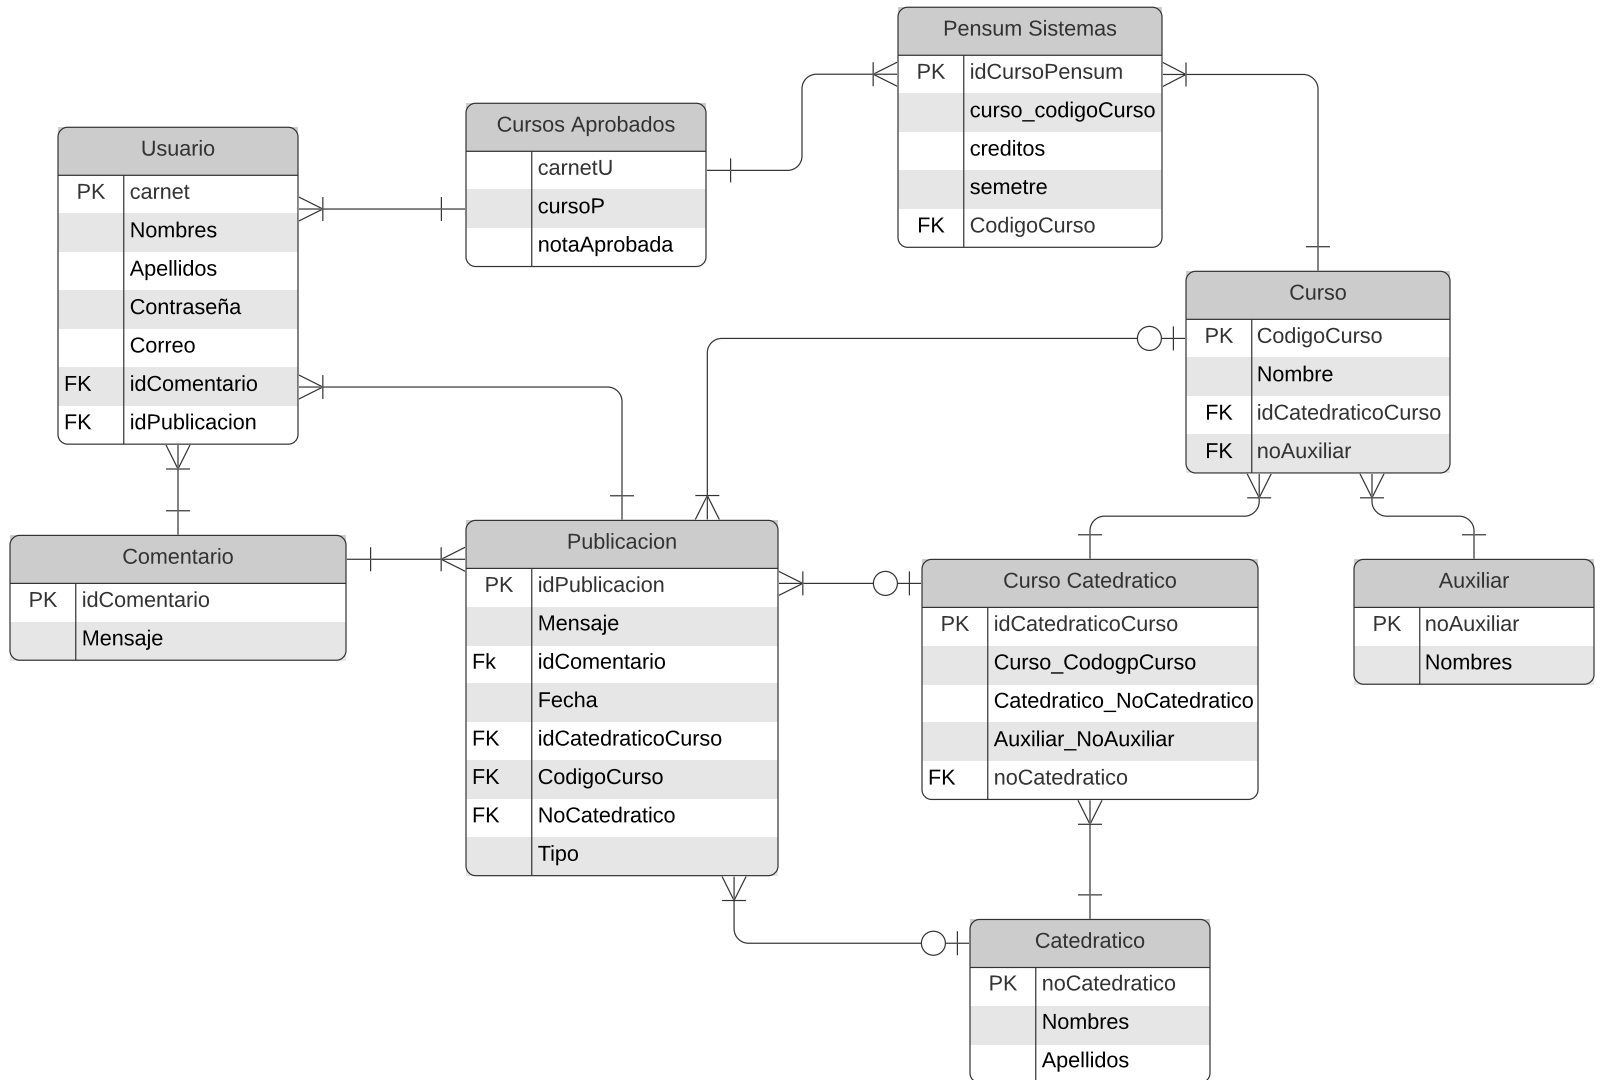 Pensum Sistemas
PK idCursoPensum
curso_codigoCurso
creditos
semetre
FK CodigoCurso
Cursos Aprobados
carnetU
cursoP
notaAprobada
Usuario
PK carnet
Nombres
Apellidos
Contraseña
Correo
FK idComentario
FK idPublicacion
Curso
PK CodigoCurso
Nombre
FK idCatedraticoCurso
FK noAuxiliar
Comentario
PK idComentario
Mensaje
Publicacion
PK idPublicacion
Mensaje
Fk idComentario
Fecha
FK idCatedraticoCurso
FK CodigoCurso
FK NoCatedratico
Tipo
Curso Catedratico
PK idCatedraticoCurso
Curso_CodogpCurso
Catedratico_NoCatedratico
Auxiliar_NoAuxiliar
FK noCatedratico
Auxiliar
PK noAuxiliar
Nombres
Catedratico
PK noCatedratico
Nombres
Apellidos